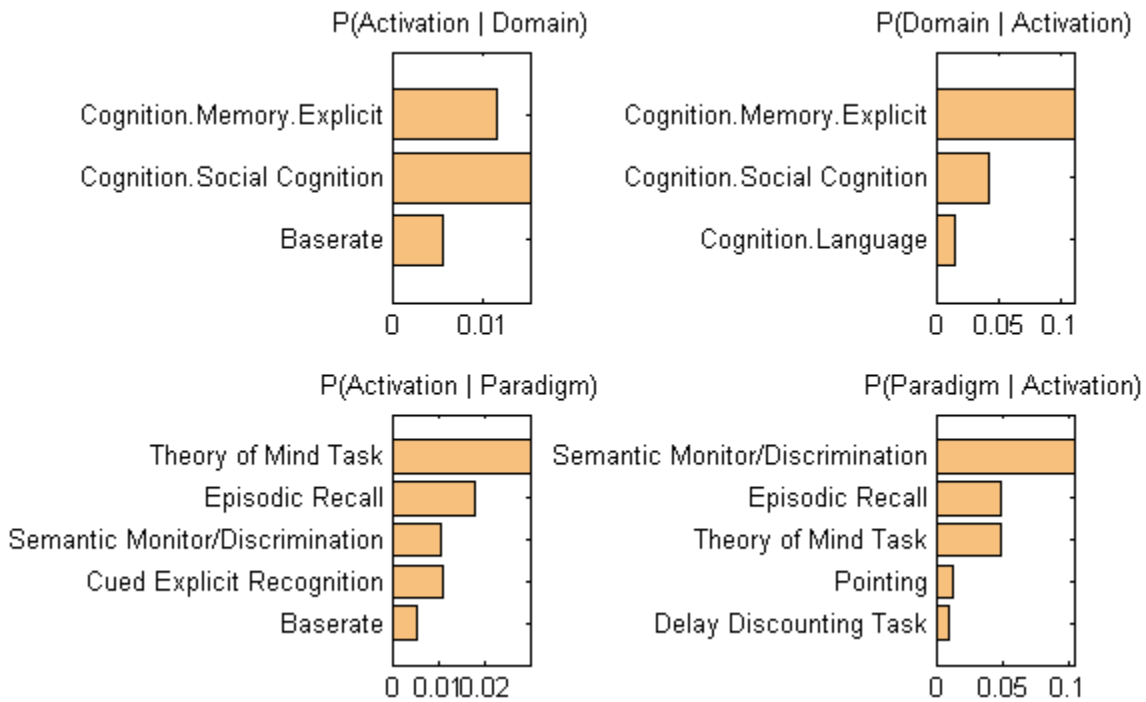 P(Activation | Domain)
Cognition.Memory.Explicit
Cognition.Social Cognition
Baserate
0 0.01
P(Domain | Activation)
Cognition.Memory.Explicit
Cognition.Social Cognition
Cognition.Language
0 0.05 0.1
P(Activation | Paradigm)
Theory of Mind Task
Episodic Recall
Semantic Monitor/Discrimination
Cued Explicit Recognition
Baserate
0 0.01 0.02
P(Paradigm | Activation)
Semantic Monitor/Discrimination
Episodic Recall
Theory of Mind Task
Pointing
Delay Discounting Task
0 0.05 0.1